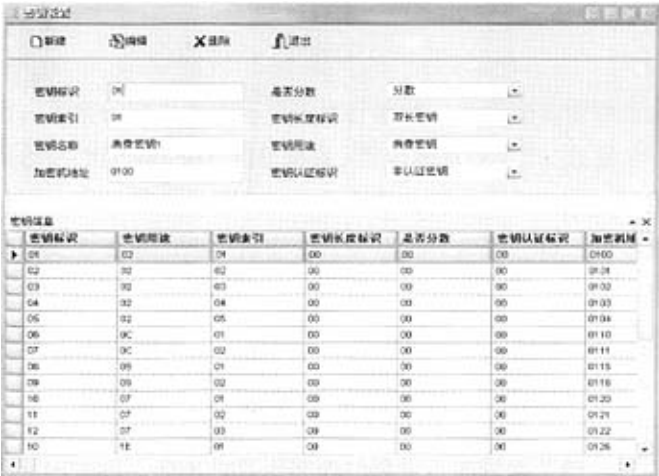 新建 编辑 删除 退出
密钥标识 01 是否分散 分散
密钥索引 01 密钥长度标识 双长密钥
密钥名称 消费密钥1 密钥用途 消费密钥
加密机地址 0100 密钥认证标识 非认证密钥
密钥信息
密钥标识 密钥用途 密钥索引 密钥长度标识 是否分散 密钥认证标识 加密机地
01 02 01 00 00 00 0100
02 02 02 00 00 00 0101
03 02 03 00 00 00 0102
04 02 04 00 00 00 0103
05 02 05 00 00 00 0104
06 0C 01 00 00 00 0110
07 0C 02 00 00 00 0111
08 09 01 00 00 00 0115
09 09 02 00 00 00 0116
10 07 01 00 00 00 0120
11 07 02 00 00 00 0121
12 07 03 00 00 00 0122
1E 01 00 00 00 0126